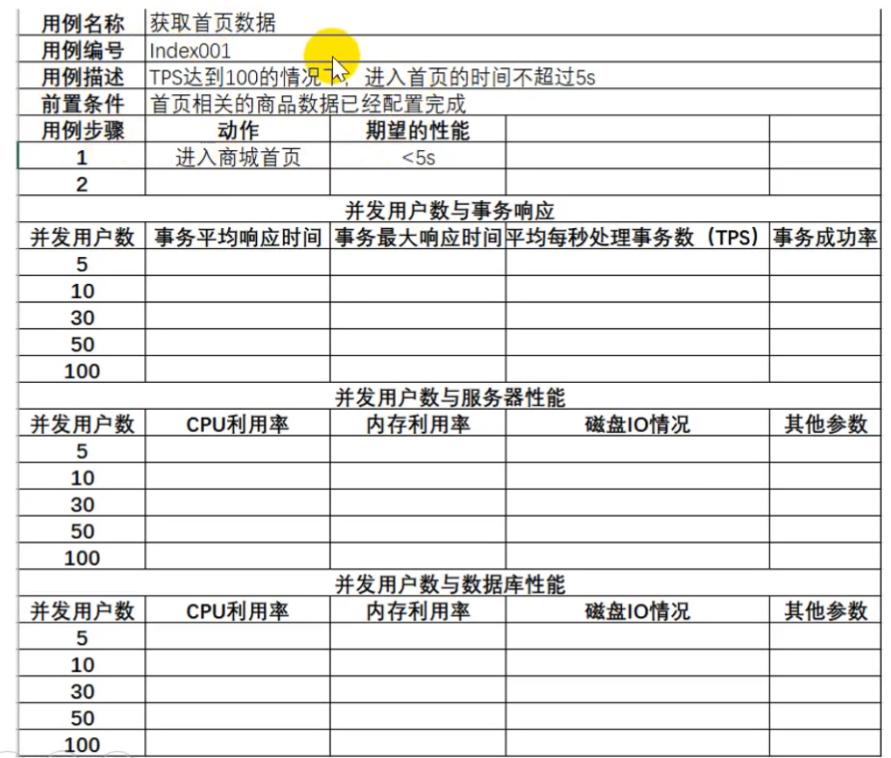 用例名称 获取首页数据
用例编号 Index001
用例描述 TPS达到100的情况下，进入首页的时间不超过5s
前置条件 首页相关的商品数据已经配置完成
用例步骤 动作 期望的性能
1 进入商城首页 <5s
2
并发用户数与事务响应
并发用户数 事务平均响应时间 事务最大响应时间 平均每秒处理事务数（TPS） 事务成功率
5
10
30
50
100
并发用户数与服务器性能
并发用户数 CPU利用率 内存利用率 磁盘IO情况 其他参数
5
10
30
50
100
并发用户数与数据库性能
并发用户数 CPU利用率 内存利用率 磁盘IO情况 其他参数
5
10
30
50
100